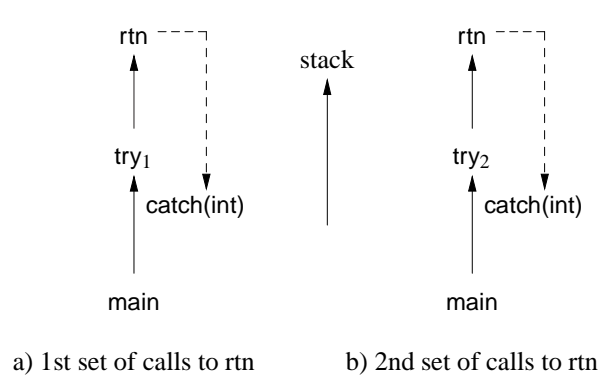 rtn
try1
catch(int)
main
a) 1st set of calls to rtn
stack
rtn
try2
catch(int)
main
b) 2nd set of calls to rtn